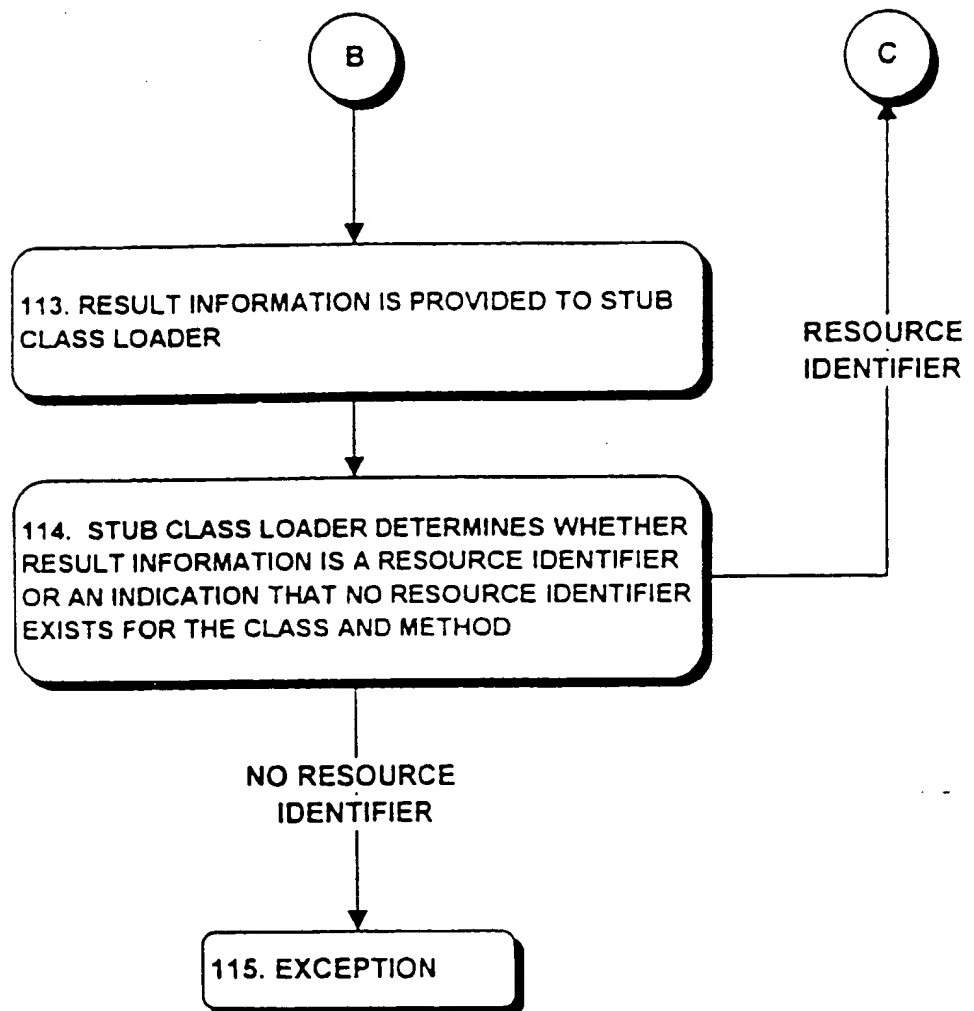 B
C
113. RESULT INFORMATION IS PROVIDED TO STUB
CLASS LOADER
RESOURCE
IDENTIFIER
114. STUB CLASS LOADER DETERMINES WHETHER
RESULT INFORMATION IS A RESOURCE IDENTIFIER
OR AN INDICATION THAT NO RESOURCE IDENTIFIER
EXISTS FOR THE CLASS AND METHOD
NO RESOURCE
IDENTIFIER
115. EXCEPTION